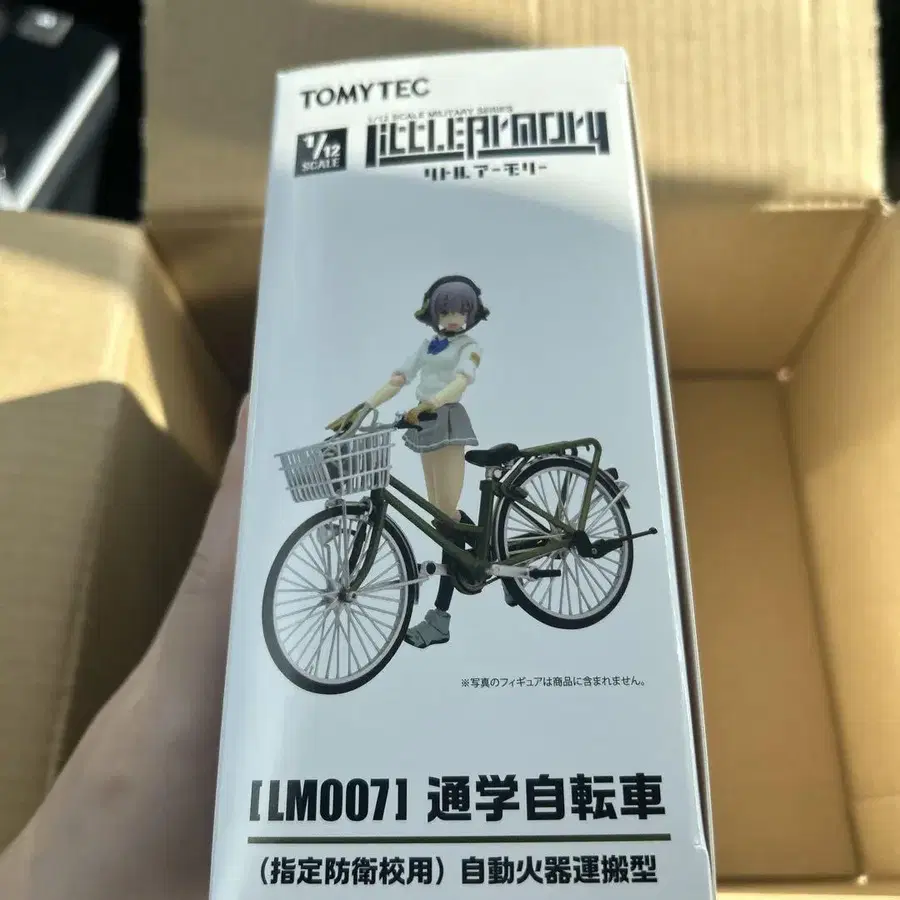 TOMYTEC
1/12 SCALE MILITARY SERIES
1/12
SCALE
LITTLE ARMORY
リトルアーモリー
※写真のフィギュアは商品に含まれません。
[LM007] 通学自転車
(指定防衛校用) 自動火器運搬型